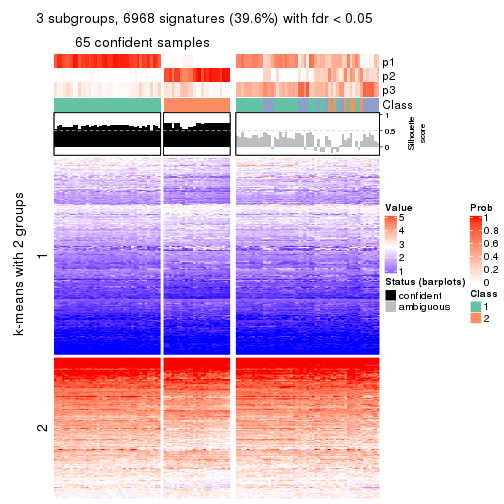 3 subgroups, 6968 signatures (39.6%) with fdr < 0.05
65 confident samples
p1
p2
p3
Class
1
0.5
0
Silhouette
score
k-means with 2 groups
1
2
Value
5
4
3
2
1
Status (barplots)
confident
ambiguous
Prob
1
0.8
0.6
0.4
0.2
0
Class
1
2